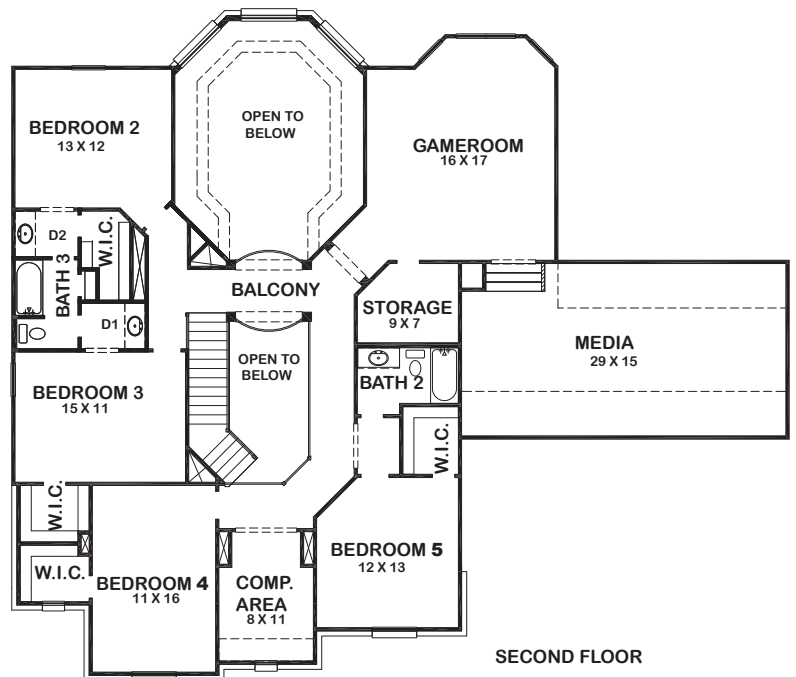 BEDROOM 2
13 X 12
OPEN TO
BELOW
GAMEROOM
16 X 17
D2
W.I.C.
BATH 3
D1
BALCONY
STORAGE
9 X 7
MEDIA
29 X 15
OPEN TO
BELOW
BATH 2
BEDROOM 3
15 X 11
W.I.C.
W.I.C.
W.I.C.
BEDROOM 4
11 X 16
COMP.
AREA
8 X 11
BEDROOM 5
12 X 13
SECOND FLOOR